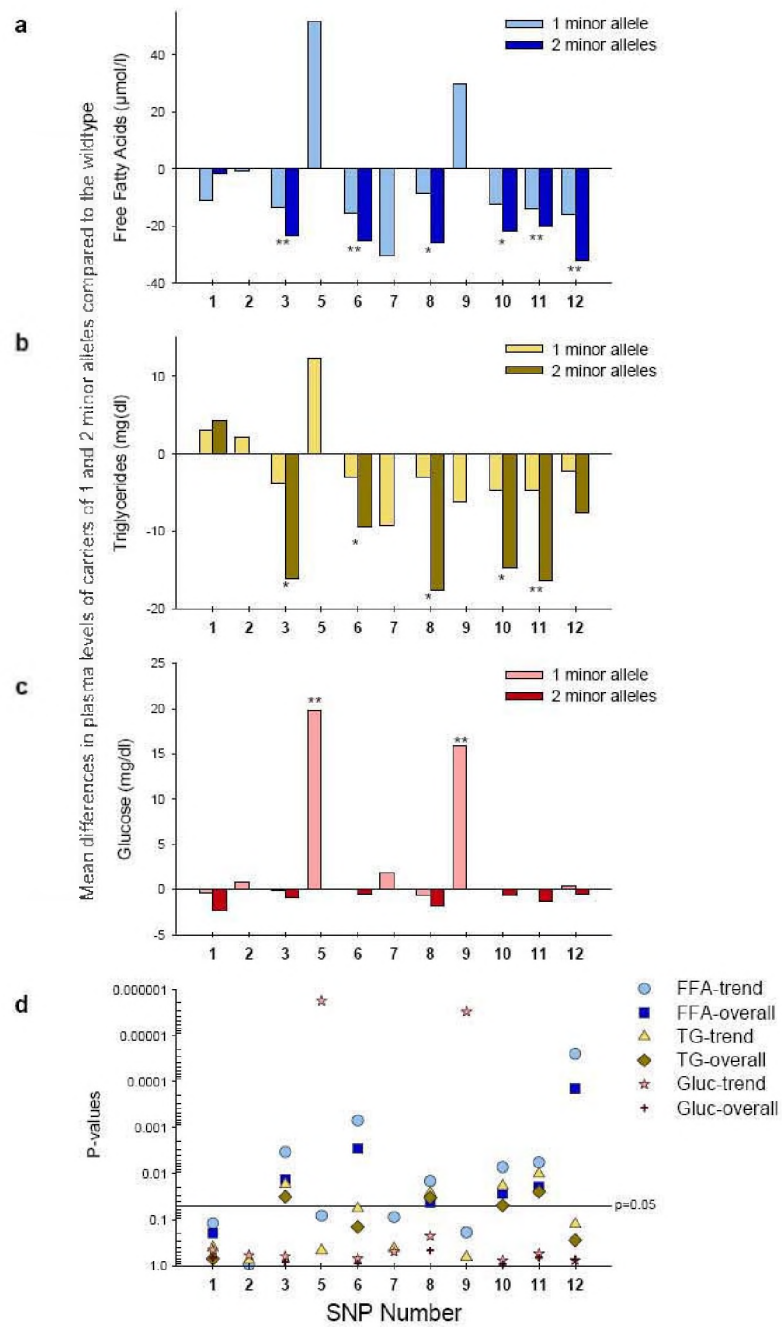 Mean differences in plasma levels of carriers of 1 and 2 minor alleles compared to the wildtype
a
Free Fatty Acids (µmol/l)
1 minor allele
2 minor alleles
40
20
0
-20
-40
** ** * * ** **
1 2 3 5 6 7 8 9 10 11 12
b
Triglycerides (mg(dl)
1 minor allele
2 minor alleles
10
0
-10
-20
* * * * **
1 2 3 5 6 7 8 9 10 11 12
c
Glucose (mg/dl)
1 minor allele
2 minor alleles
25
20
15
10
5
0
-5
** **
1 2 3 5 6 7 8 9 10 11 12
d
P-values
0.000001
0.00001
0.0001
0.001
0.01
0.1
1.0
FFA-trend
FFA-overall
TG-trend
TG-overall
Gluc-trend
Gluc-overall
p=0.05
1 2 3 5 6 7 8 9 10 11 12
SNP Number